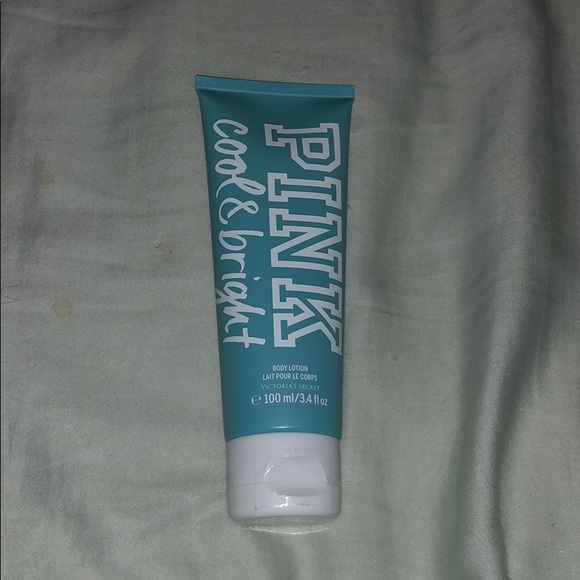 PINK
cool & bright
BODY LOTION
LAIT POUR LE CORPS
VICTORIA'S SECRET
℮ 100 ml/3.4 fl oz